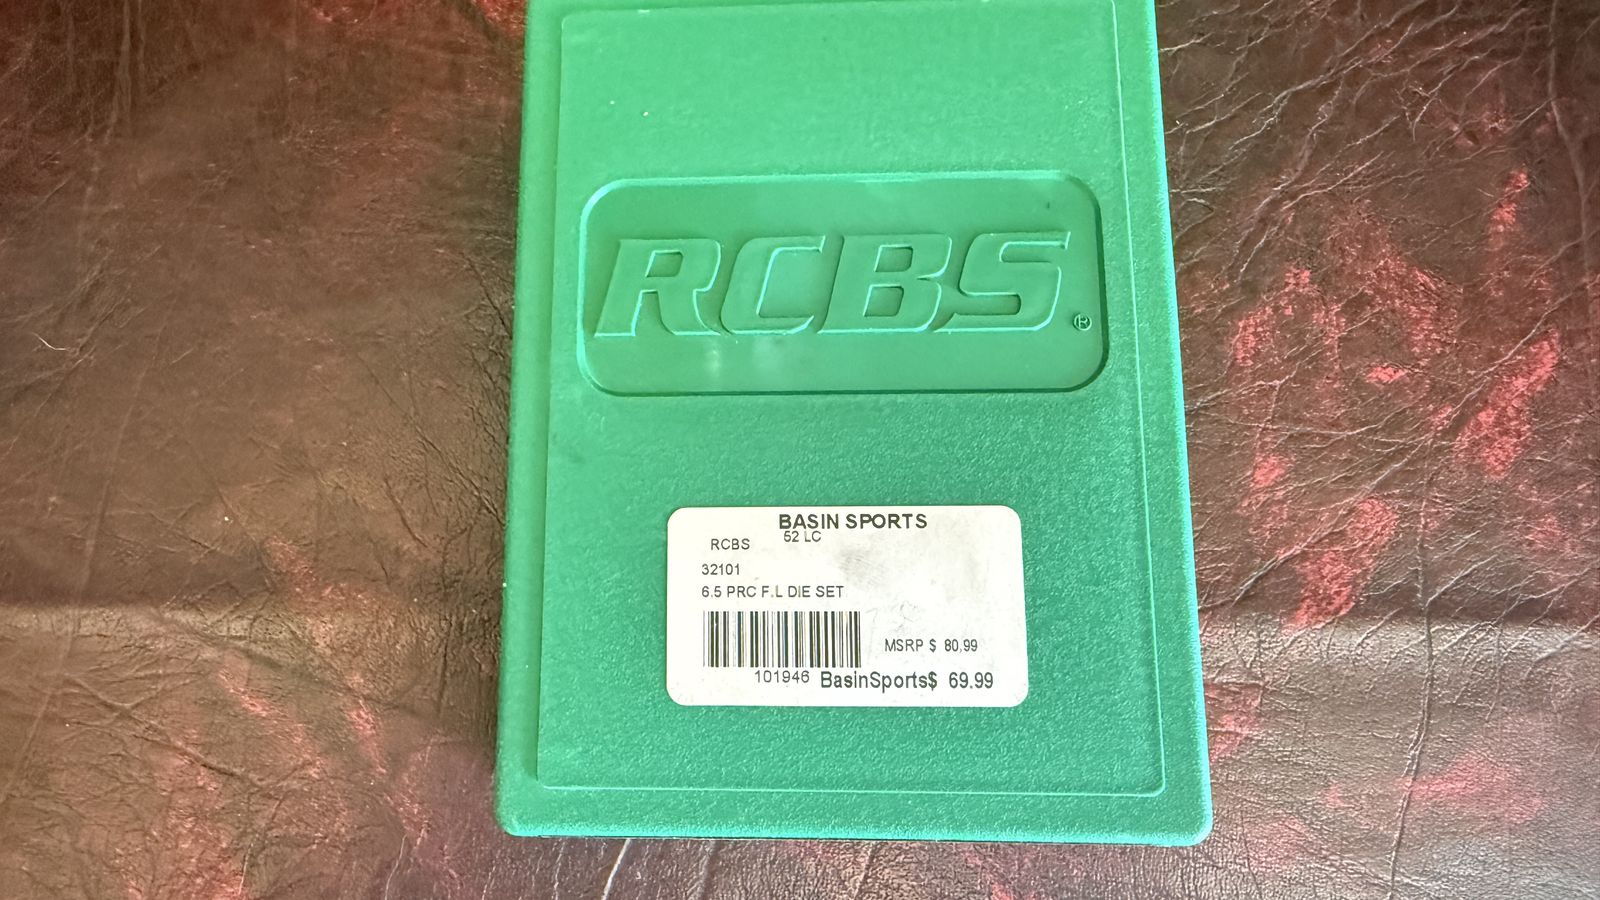 RCBS®
BASIN SPORTS
52 LC
RCBS
32101
6.5 PRC F.L DIE SET
MSRP $ 80.99
101946 BasinSports$ 69.99